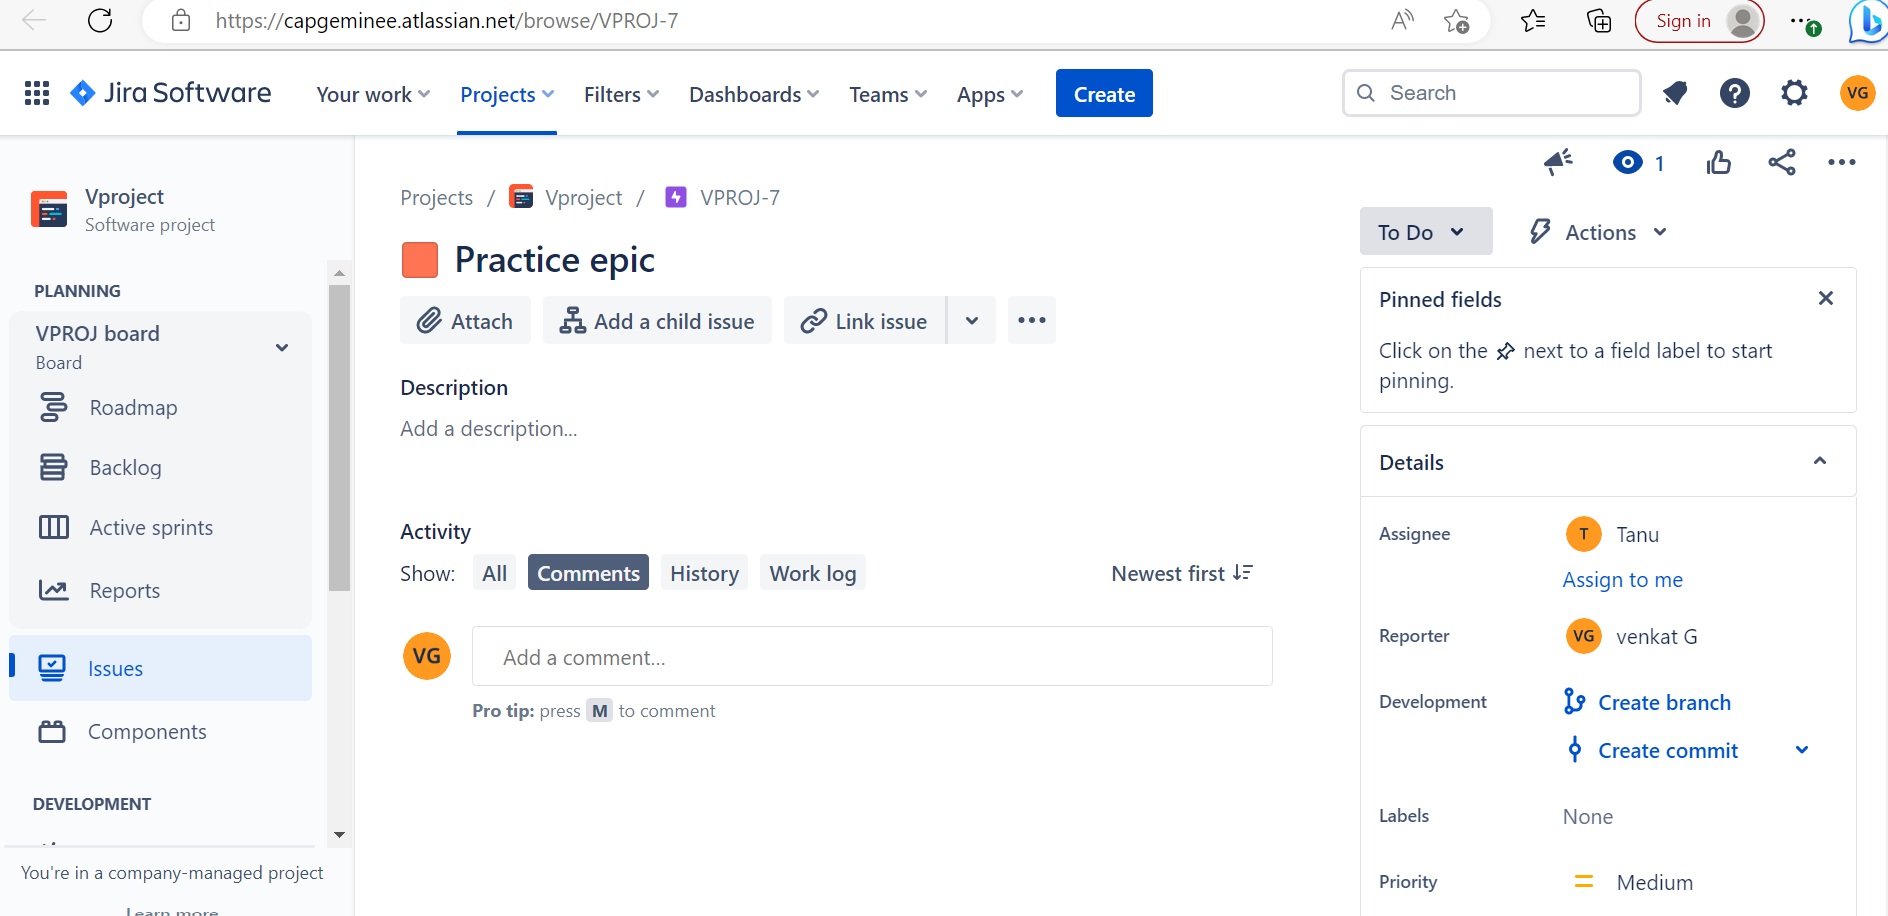 https://capgeminee.atlassian.net/browse/VPROJ-7
A
Sign in
Jira Software
Your work
Projects
Filters
Dashboards
Teams
Apps
Create
Search
?
VG
Vproject
Software project
PLANNING
VPROJ board
Board
Roadmap
Backlog
Active sprints
Reports
Issues
Components
DEVELOPMENT
You're in a company-managed project
Learn more
Projects / Vproject / VPROJ-7
Practice epic
Attach
Add a child issue
Link issue
Description
Add a description...
Activity
Show: All Comments History Work log
Newest first
VG
Add a comment...
Pro tip: press M to comment
1
To Do
Actions
Pinned fields
Click on the next to a field label to start
pinning.
Details
Assignee
T Tanu
Assign to me
Reporter
VG venkat G
Development
Create branch
Create commit
Labels
None
Priority
Medium